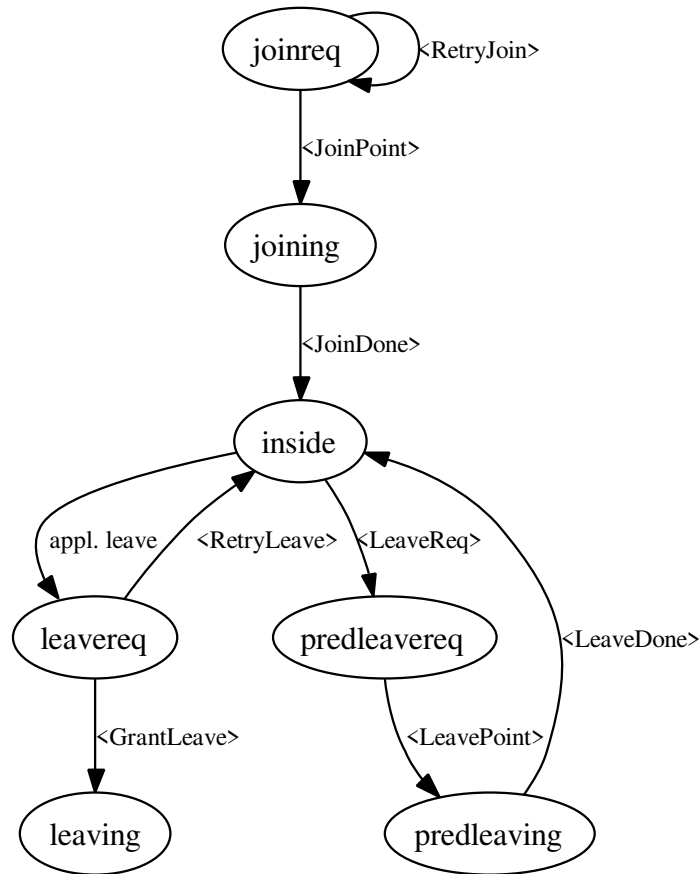 joinreq
<RetryJoin>
<JoinPoint>
joining
<JoinDone>
inside
appl. leave
<RetryLeave>
<LeaveReq>
leavereq
predleavereq
<LeaveDone>
<GrantLeave>
<LeavePoint>
leaving
predleaving